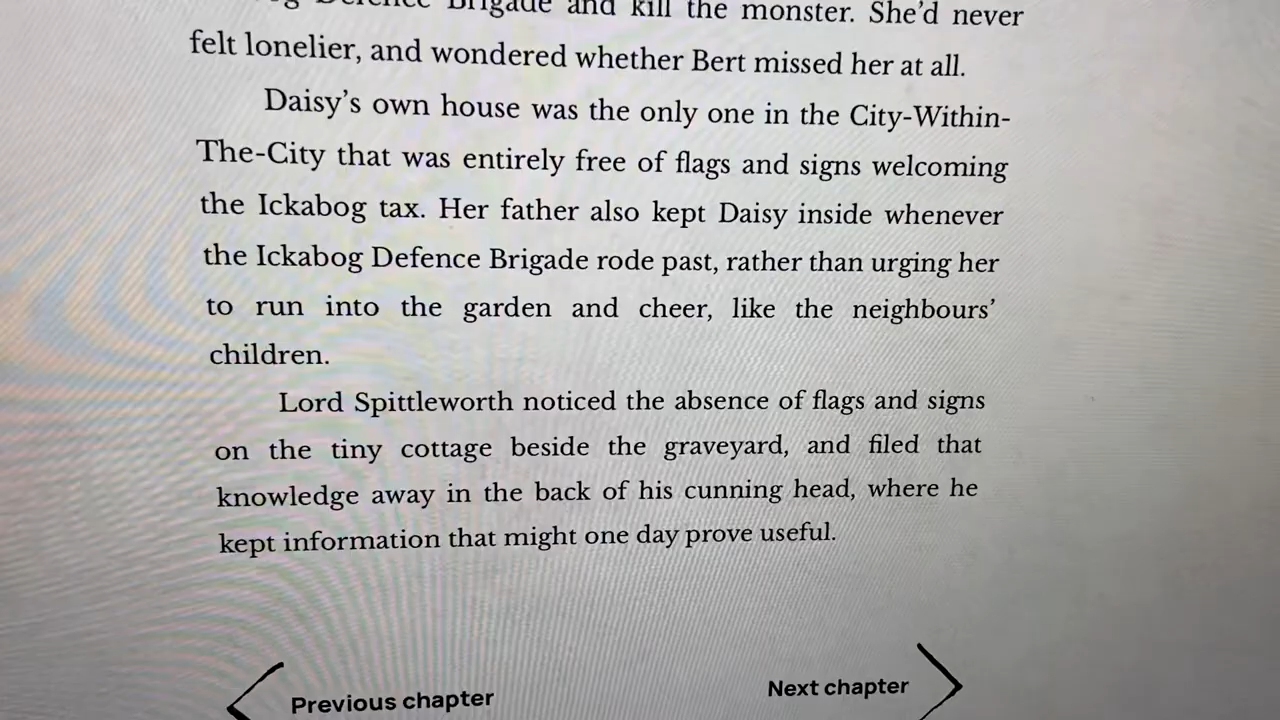 Brigade and kill the monster. She’d never
felt lonelier, and wondered whether Bert missed her at all.
Daisy’s own house was the only one in the City-Within-
The-City that was entirely free of flags and signs welcoming
the Ickabog tax. Her father also kept Daisy inside whenever
the Ickabog Defence Brigade rode past, rather than urging her
to run into the garden and cheer, like the neighbours’
children.
Lord Spittleworth noticed the absence of flags and signs
on the tiny cottage beside the graveyard, and filed that
knowledge away in the back of his cunning head, where he
kept information that might one day prove useful.
Previous chapter
Next chapter